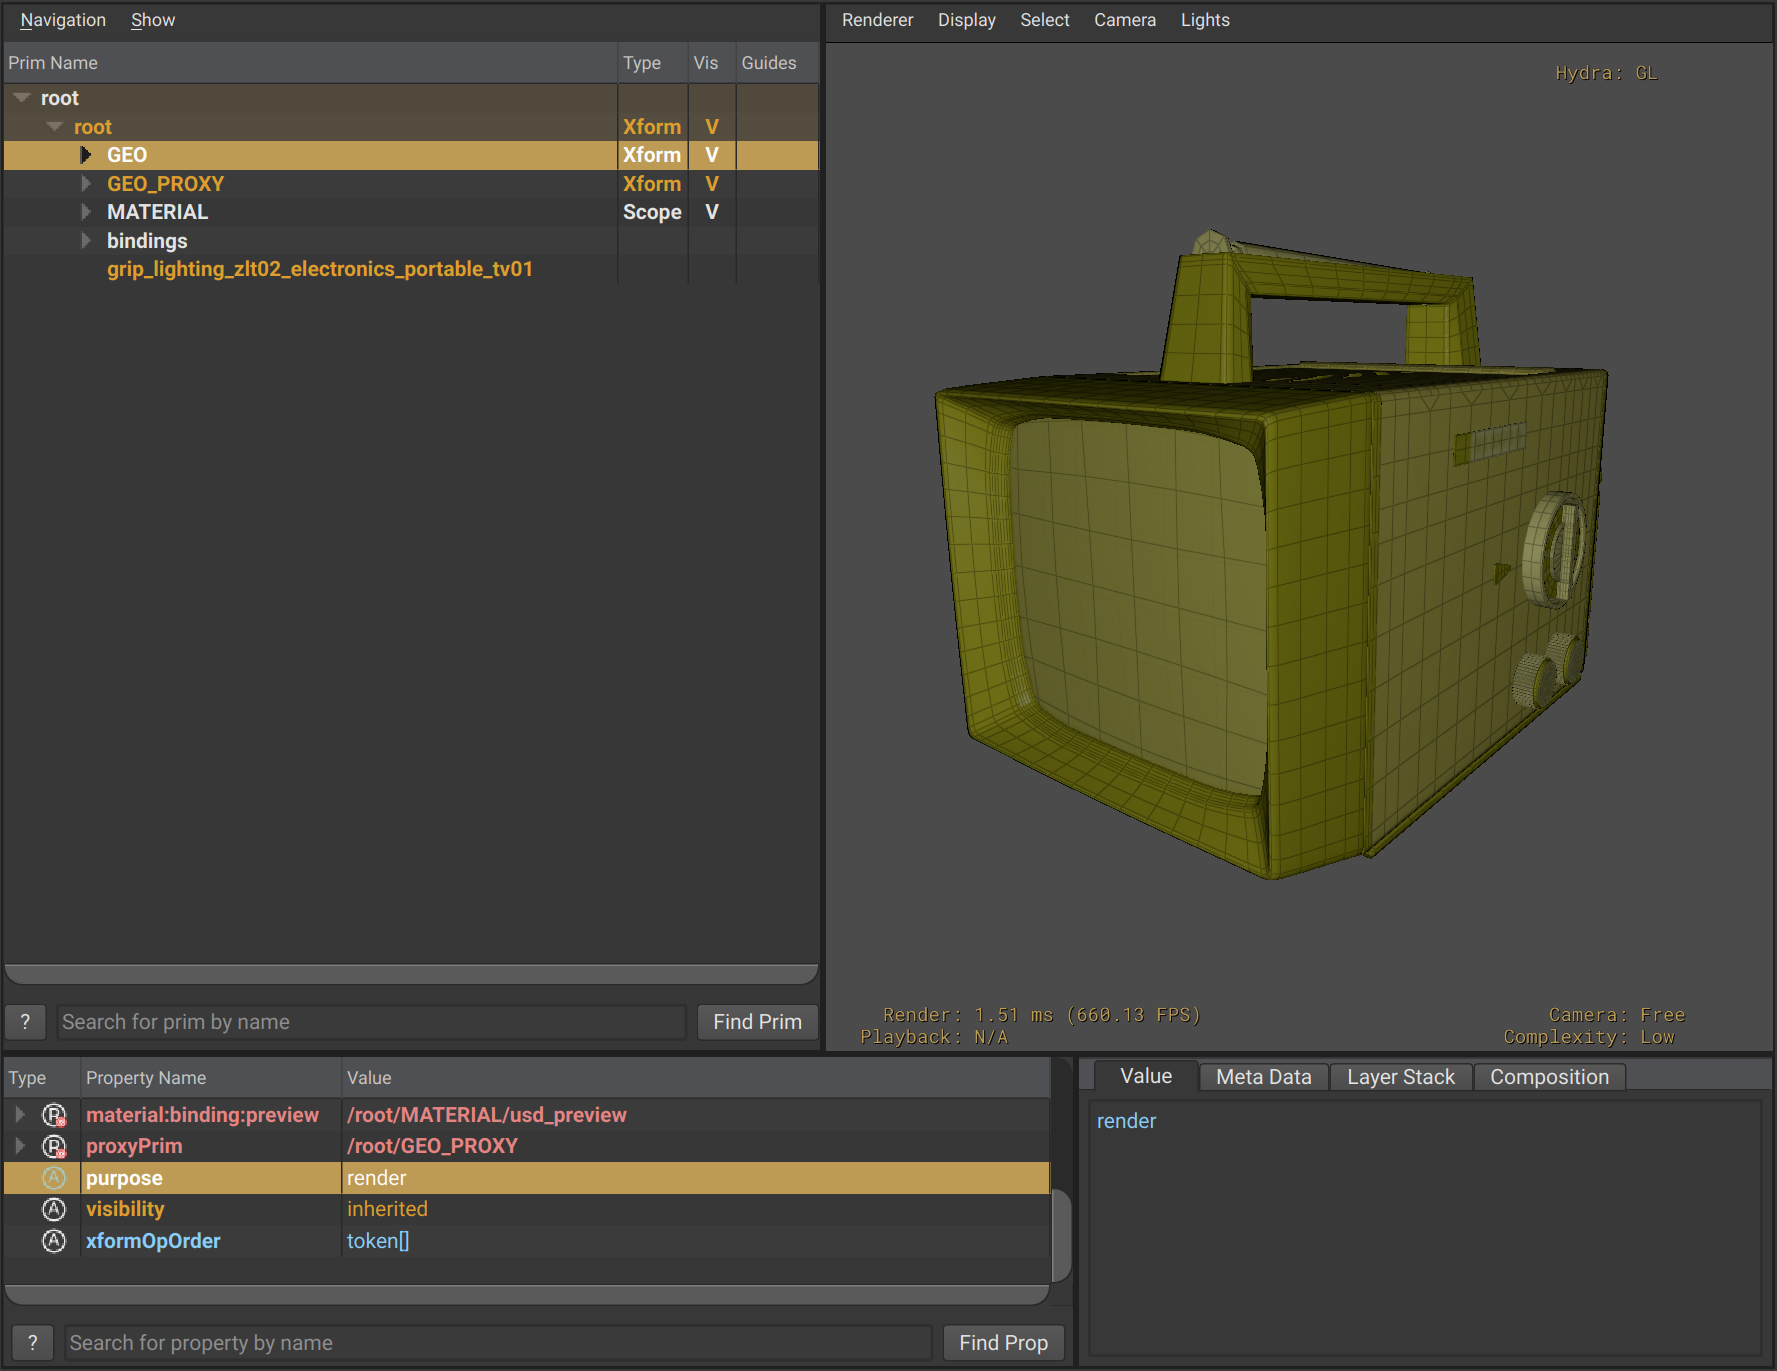 Navigation Show
Prim Name Type Vis Guides
root
root Xform V
GEO Xform V
GEO_PROXY Xform V
MATERIAL Scope V
bindings
grip_lighting_zlt02_electronics_portable_tv01
? Search for prim by name Find Prim
Renderer Display Select Camera Lights
Hydra: GL
Render: 1.51 ms (660.13 FPS)
Playback: N/A
Camera: Free
Complexity: Low
Type Property Name Value
R material:binding:preview /root/MATERIAL/usd_preview
R proxyPrim /root/GEO_PROXY
A purpose render
A visibility inherited
A xformOpOrder token[]
? Search for property by name Find Prop
Value Meta Data Layer Stack Composition
render